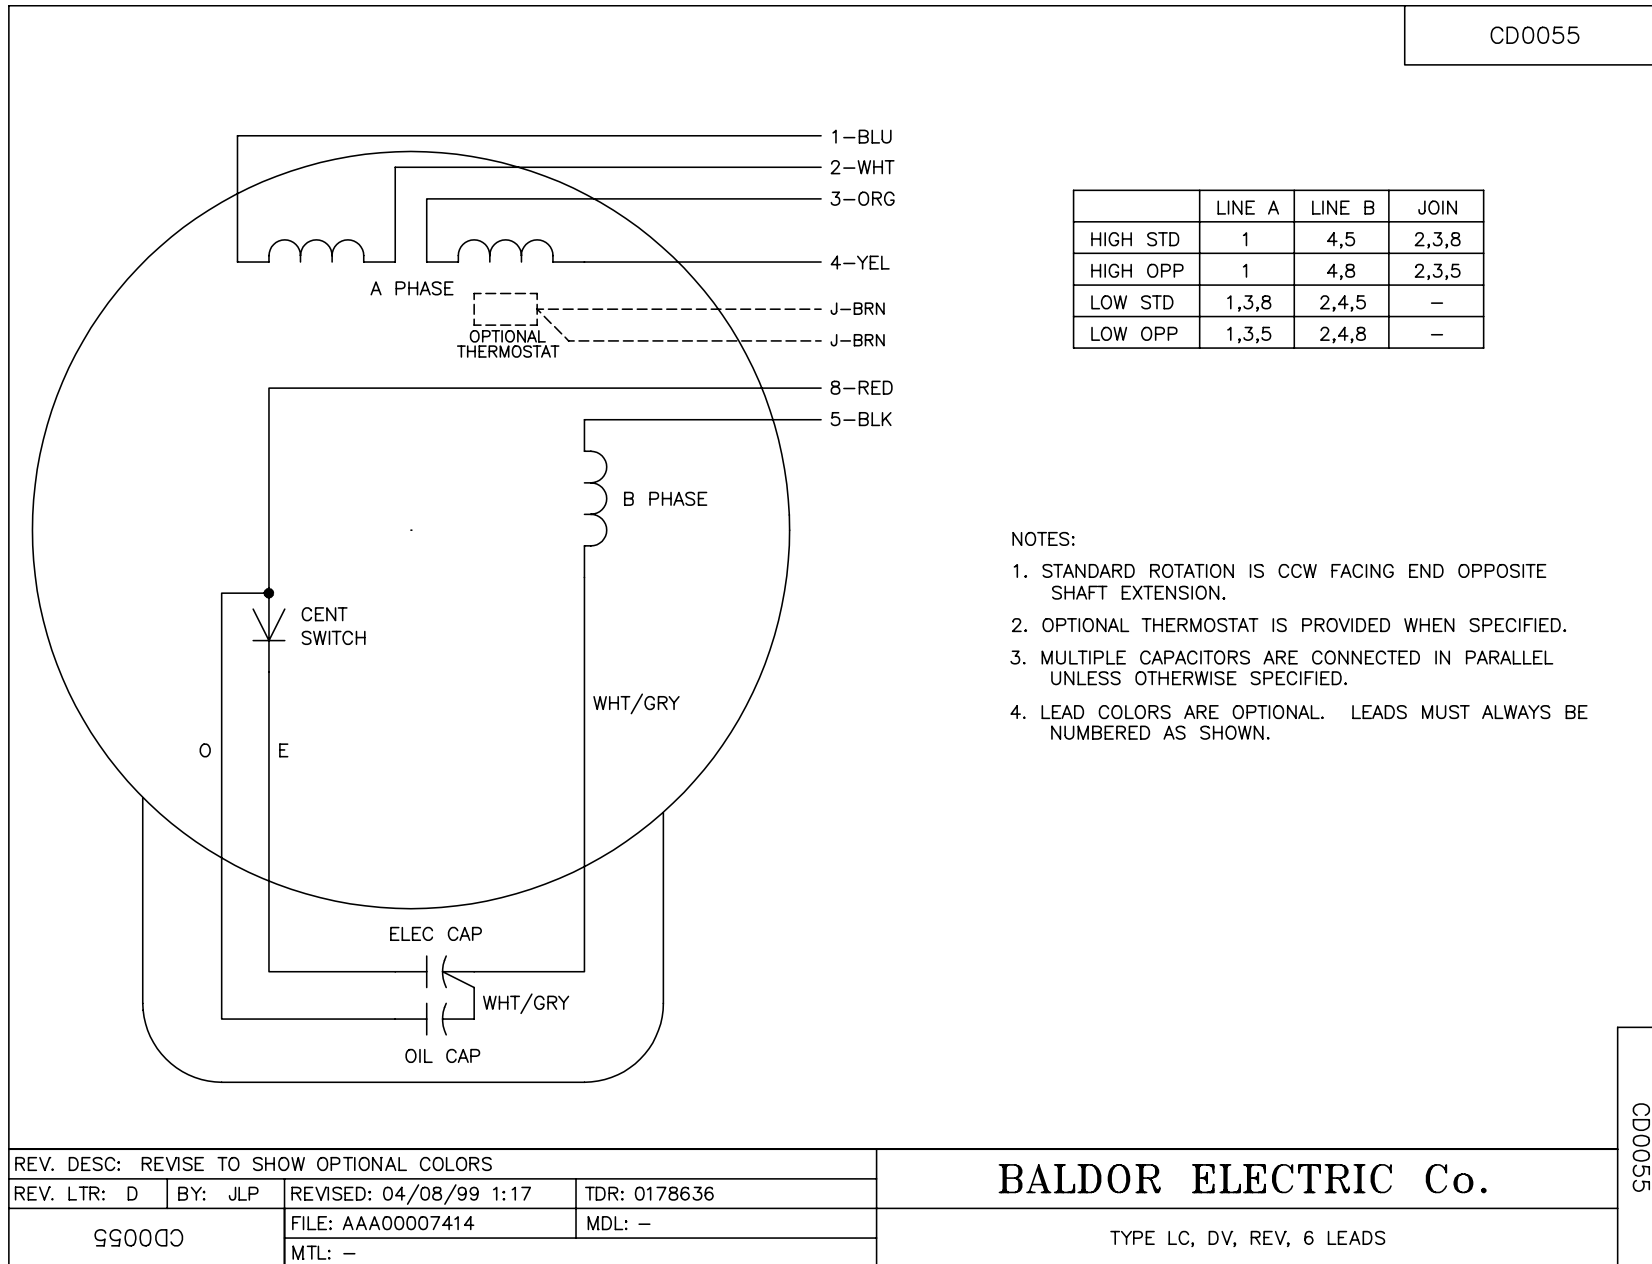 CD0055
1-BLU
2-WHT
3-ORG
4-YEL
A PHASE
J-BRN
OPTIONAL
THERMOSTAT
J-BRN
8-RED
5-BLK
B PHASE
CENT
SWITCH
WHT/GRY
O E
ELEC CAP
WHT/GRY
OIL CAP
LINE A LINE B JOIN
HIGH STD 1 4,5 2,3,8
HIGH OPP 1 4,8 2,3,5
LOW STD 1,3,8 2,4,5 -
LOW OPP 1,3,5 2,4,8 -
NOTES:
1. STANDARD ROTATION IS CCW FACING END OPPOSITE
SHAFT EXTENSION.
2. OPTIONAL THERMOSTAT IS PROVIDED WHEN SPECIFIED.
3. MULTIPLE CAPACITORS ARE CONNECTED IN PARALLEL
UNLESS OTHERWISE SPECIFIED.
4. LEAD COLORS ARE OPTIONAL. LEADS MUST ALWAYS BE
NUMBERED AS SHOWN.
CD0055
REV. DESC: REVISE TO SHOW OPTIONAL COLORS
REV. LTR: D BY: JLP REVISED: 04/08/99 1:17 TDR: 0178636
CD0055
FILE: AAA00007414 MDL: -
MTL: -
BALDOR ELECTRIC Co.
TYPE LC, DV, REV, 6 LEADS